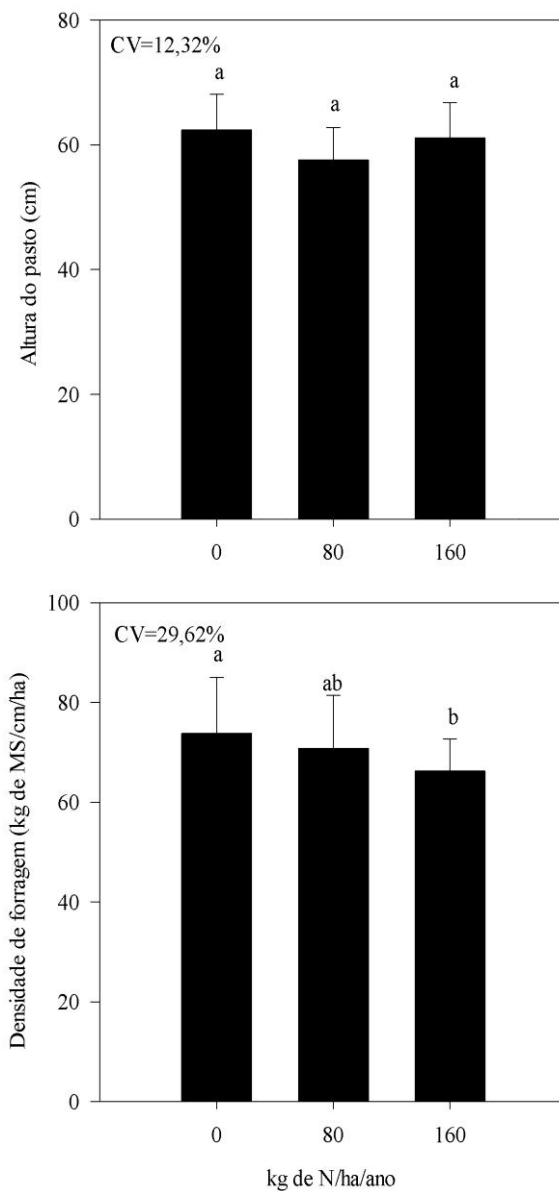 80
CV=12,32%
a
a
a
60
40
20
0
Altura do pasto (cm)
0 80 160
100
CV=29,62%
a
ab
b
80
60
40
20
0
Densidade de forragem (kg de MS/cm/ha)
0 80 160
kg de N/ha/ano